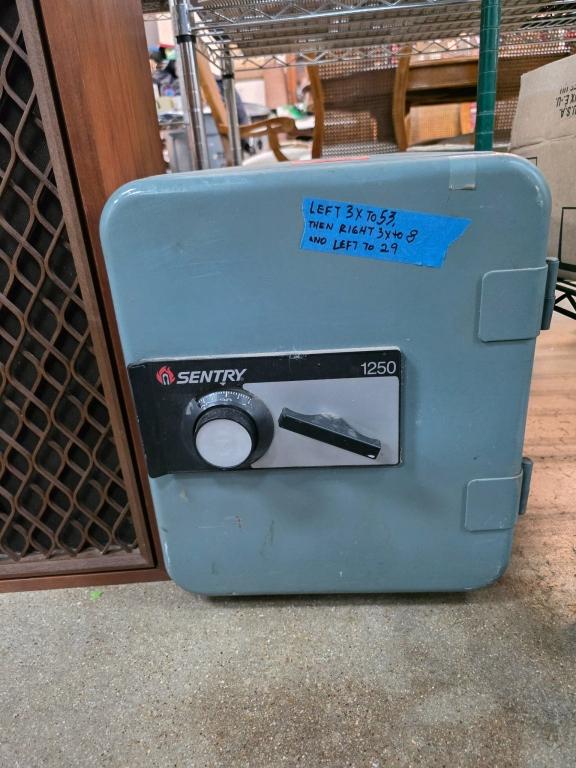 LEFT 3X TO 53,
THEN RIGHT 3X to 8
AND LEFT TO 29
SENTRY 1250